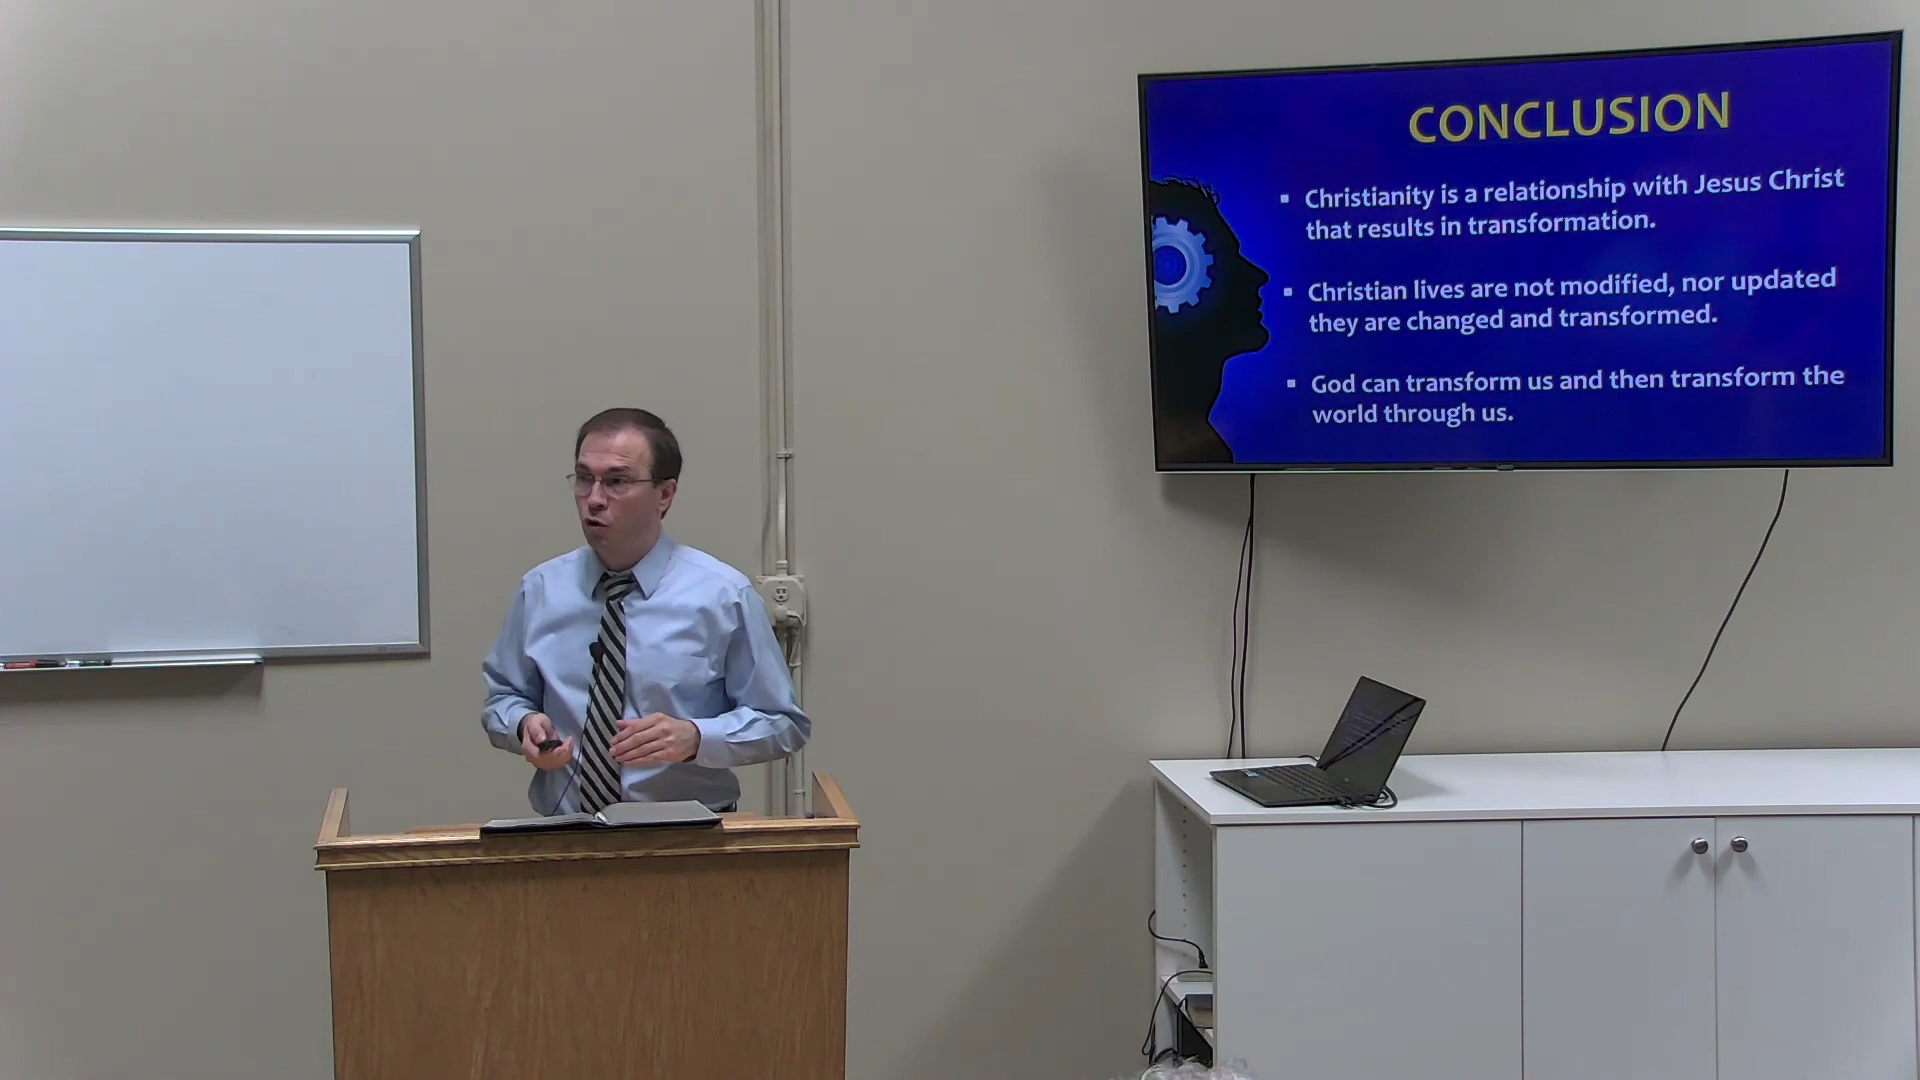 CONCLUSION
▪ Christianity is a relationship with Jesus Christ
that results in transformation.
▪ Christian lives are not modified, nor updated
they are changed and transformed.
▪ God can transform us and then transform the
world through us.